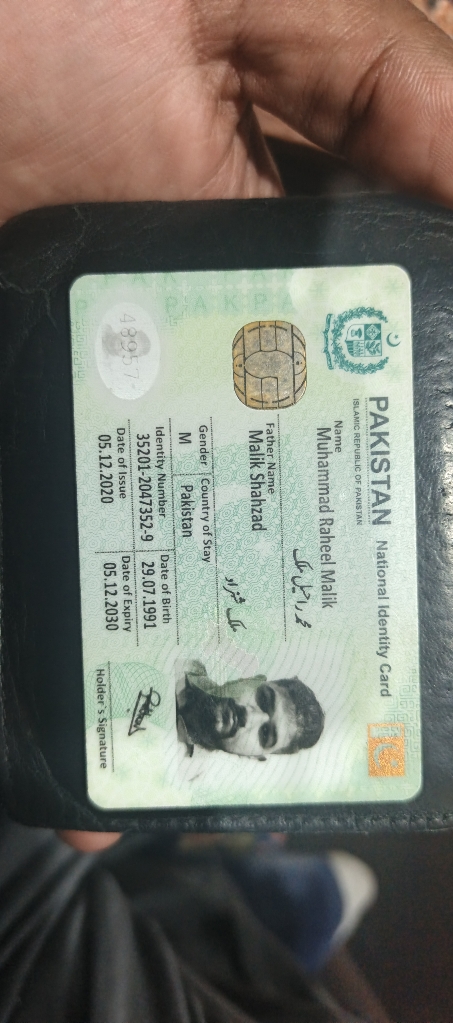 PAKISTAN National Identity Card
ISLAMIC REPUBLIC OF PAKISTAN
Name
Muhammad Raheel Malik
محمد راحیل ملک
Father Name
Malik Shahzad
ملک شہزاد
Gender Country of Stay
M Pakistan
Identity Number Date of Birth
35201-2047352-9 29.07.1991
Date of Issue Date of Expiry
05.12.2020 05.12.2030
Holder's Signature
PAKPA